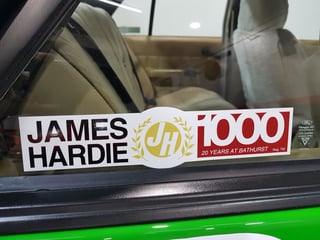 JAMES
HARDIE
JH
1000
20 YEARS AT BATHURST